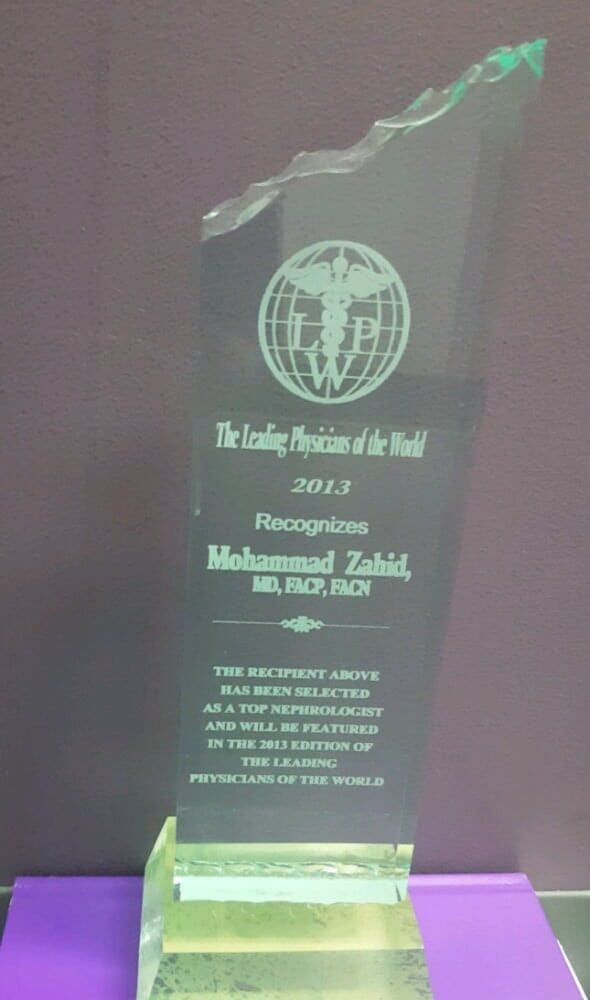 L P
W
The Leading Physicians of the World
2013
Recognizes
Mohammad Zahid,
MD, FACP, FACN
THE RECIPIENT ABOVE
HAS BEEN SELECTED
AS A TOP NEPHROLOGIST
AND WILL BE FEATURED
IN THE 2013 EDITION OF
THE LEADING
PHYSICIANS OF THE WORLD